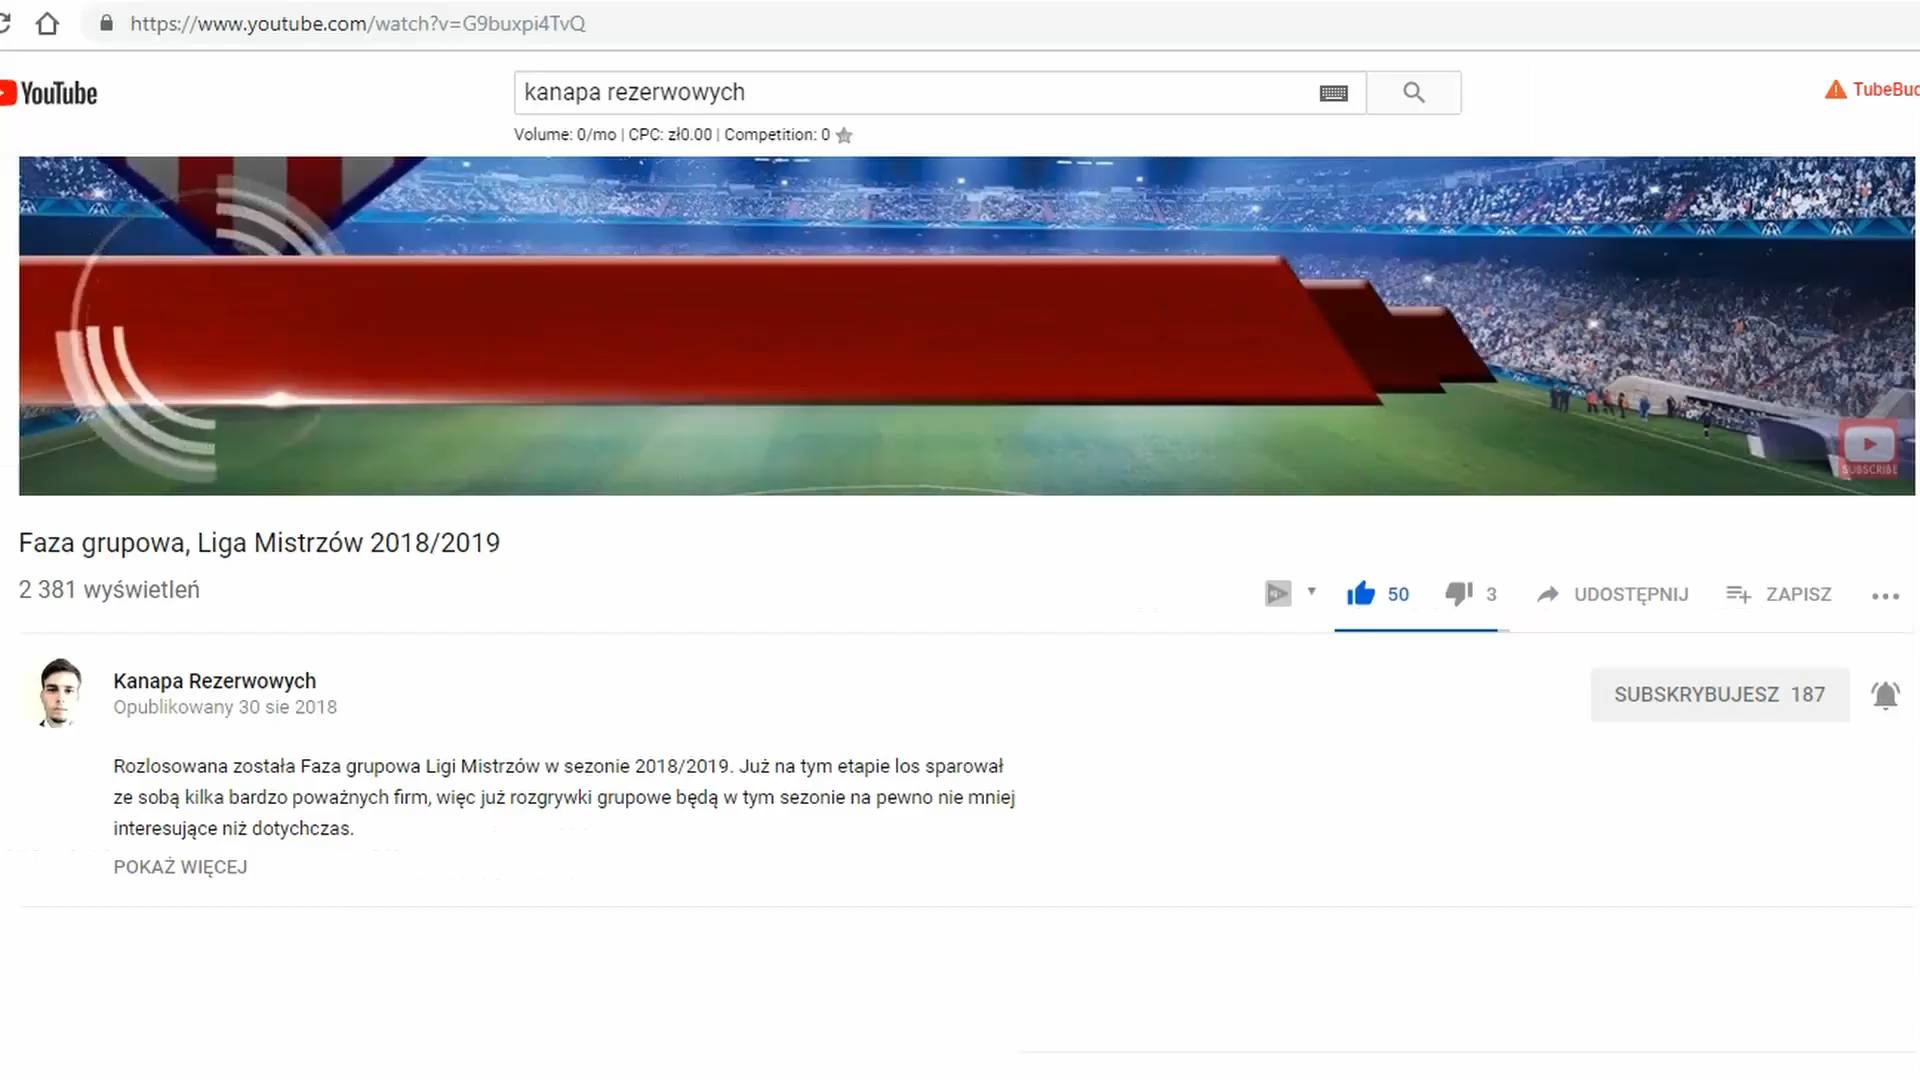 https://www.youtube.com/watch?v=G9buxpi4TvQ
YouTube
kanapa rezerwowych
TubeBud
Volume: 0/mo | CPC: zł0.00 | Competition: 0
SUBSCRIBE
Faza grupowa, Liga Mistrzów 2018/2019
2 381 wyświetleń
50
3
UDOSTĘPNIJ
ZAPISZ
Kanapa Rezerwowych
Opublikowany 30 sie 2018
SUBSKRYBUJESZ 187
Rozlosowana została Faza grupowa Ligi Mistrzów w sezonie 2018/2019. Już na tym etapie los sparował
ze sobą kilka bardzo poważnych firm, więc już rozgrywki grupowe będą w tym sezonie na pewno nie mniej
interesujące niż dotychczas.
POKAŻ WIĘCEJ